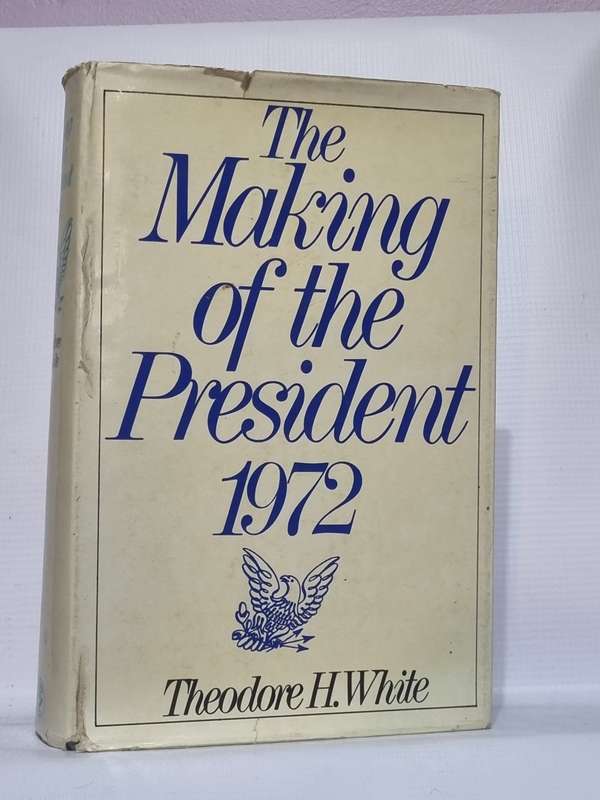 The
Making
of the
President
1972
Theodore H. White